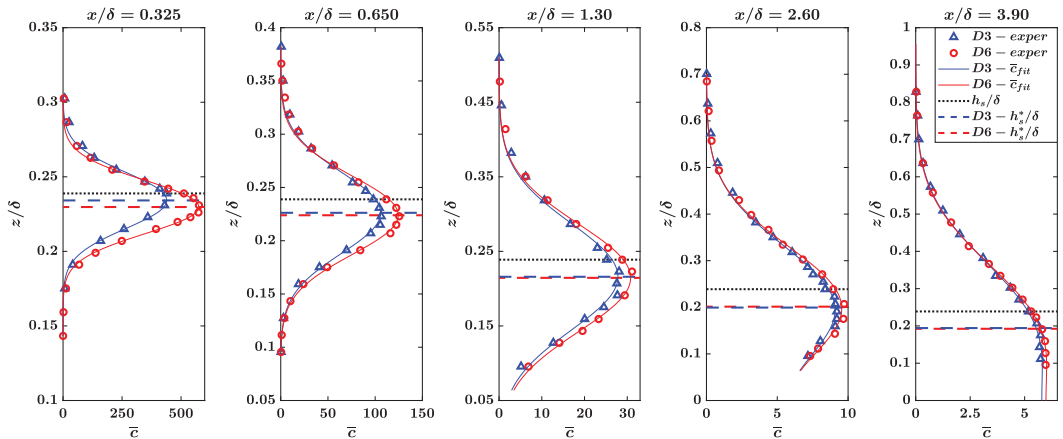 x/δ = 0.325
z/δ
0.3
0.25
0.2
0.15
0.1
0 250 500
c̅
x/δ = 0.650
z/δ
0.4
0.35
0.3
0.25
0.2
0.15
0.1
0.05
0 50 100 150
c̅
x/δ = 1.30
z/δ
0.55
0.45
0.35
0.25
0.15
0.05
0 10 20 30
c̅
x/δ = 2.60
z/δ
0.8
0.7
0.6
0.5
0.4
0.3
0.2
0.1
0
0 5 10
c̅
x/δ = 3.90
z/δ
1
0.9
0.8
0.7
0.6
0.5
0.4
0.3
0.2
0.1
0
0 2.5 5
c̅
D3 − exper
D6 − exper
D3 − c̅fit
D6 − c̅fit
hs/δ
D3 − hs*/δ
D6 − hs*/δ